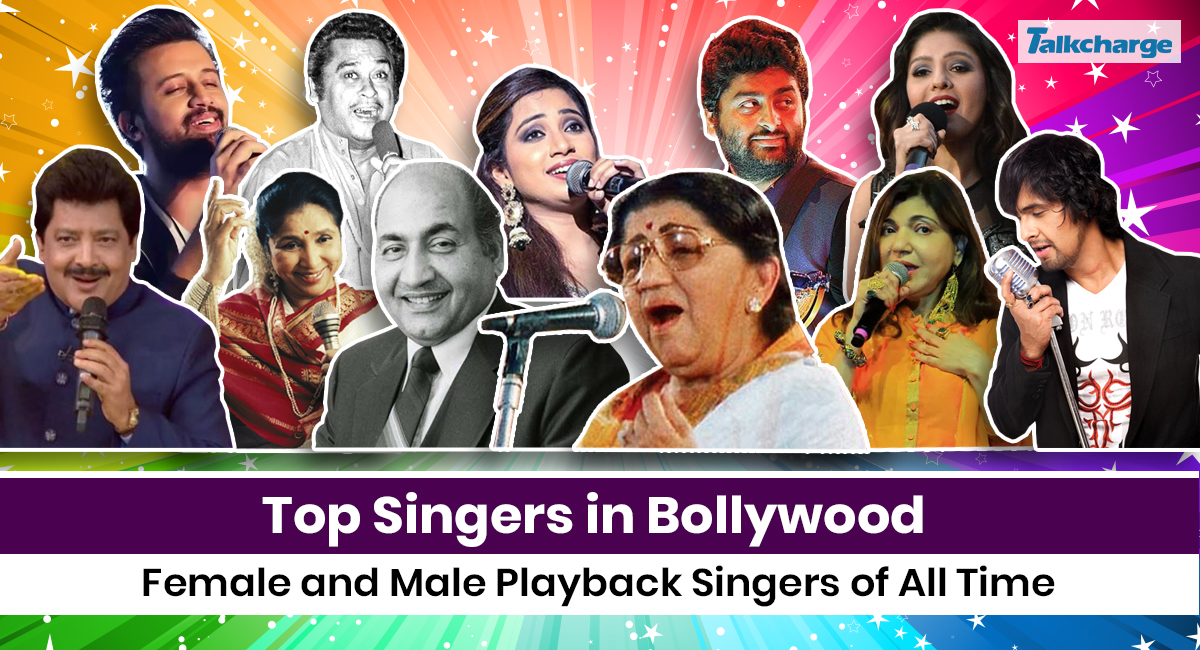 Talkcharge
Top Singers in Bollywood
Female and Male Playback Singers of All Time